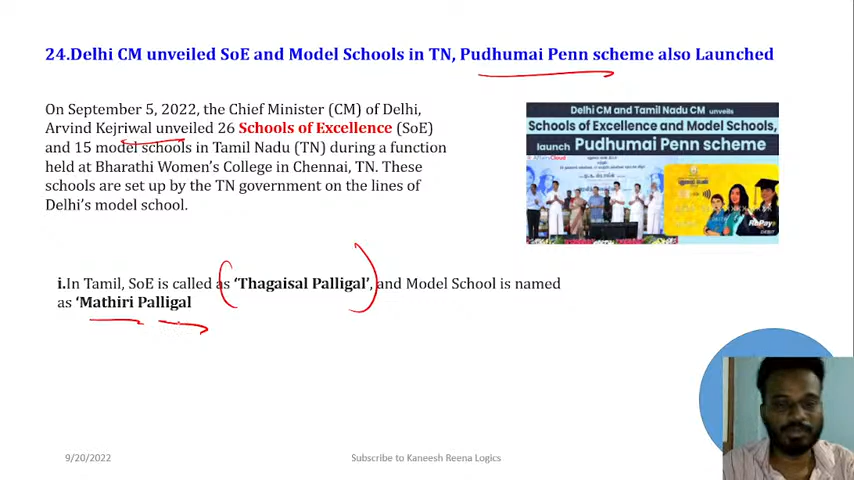 24.Delhi CM unveiled SoE and Model Schools in TN, Pudhumai Penn scheme also Launched
On September 5, 2022, the Chief Minister (CM) of Delhi,
Arvind Kejriwal unveiled 26 Schools of Excellence (SoE)
and 15 model schools in Tamil Nadu (TN) during a function
held at Bharathi Women's College in Chennai, TN. These
schools are set up by the TN government on the lines of
Delhi's model school.
Delhi CM and Tamil Nadu CM unveils
Schools of Excellence and Model Schools,
launch Pudhumai Penn scheme
AffairsCloud
RuPay
DEBIT
i.In Tamil, SoE is called as 'Thagaisal Palligal', and Model School is named
as 'Mathiri Palligal
9/20/2022
Subscribe to Kaneesh Reena Logics